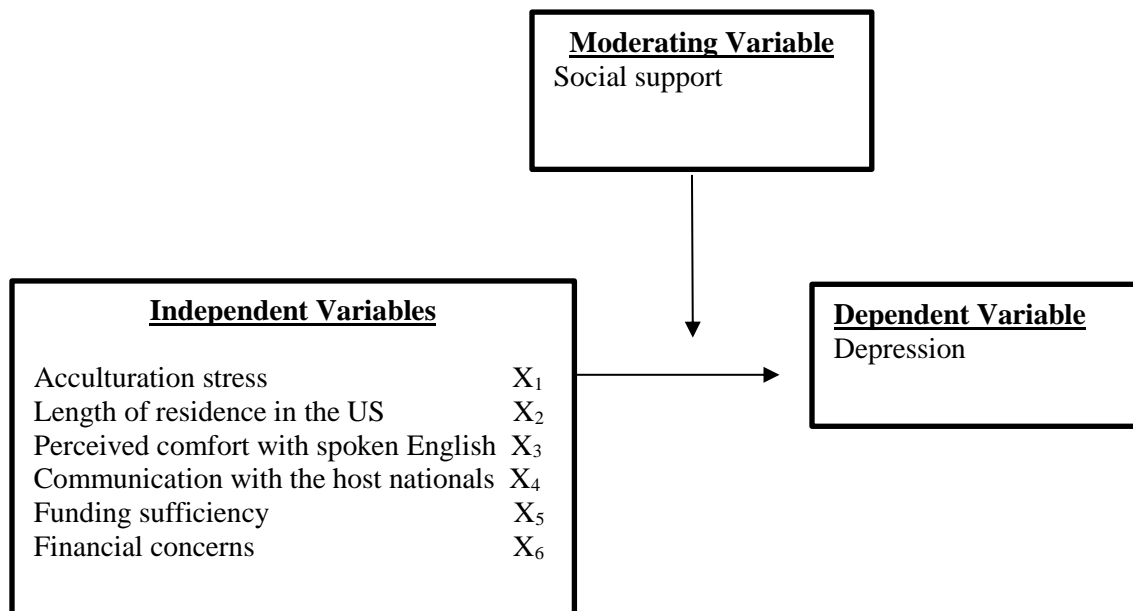 Moderating Variable
Social support
Independent Variables
Acculturation stress X₁
Length of residence in the US X₂
Perceived comfort with spoken English X₃
Communication with the host nationals X₄
Funding sufficiency X₅
Financial concerns X₆
Dependent Variable
Depression